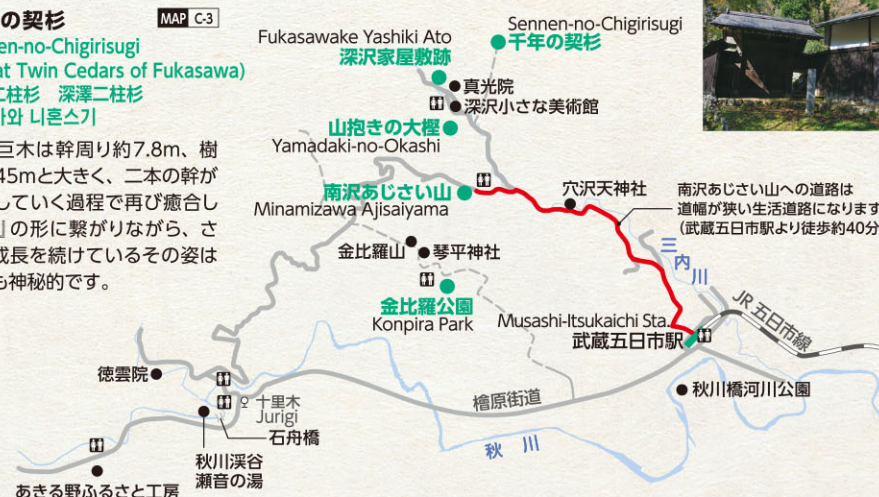 の契杉
MAP C-3
en-no-Chigirisugi
at Twin Cedars of Fukasawa)
二柱杉 深澤二柱杉
와 니혼스기
巨木は幹周り約7.8m、樹
45mと大きく、二本の幹が
していく過程で再び癒合し
』の形に繋がりながら、さ
成長を続けているその姿は
も神秘的です。
Sennen-no-Chigirisugi
千年の契杉
Fukasawake Yashiki Ato
深沢家屋敷跡
真光院
深沢小さな美術館
山抱きの大樫
Yamadaki-no-Okashi
南沢あじさい山
Minamizawa Ajisaiyama
穴沢天神社
南沢あじさい山への道路は
道幅が狭い生活道路になります
(武蔵五日市駅より徒歩約40分
三内川
金比羅山
琴平神社
金比羅公園
Konpira Park
Musashi-Itsukaichi Sta.
武蔵五日市駅
JR 五日市線
徳雲院
十里木
Jurigi
石舟橋
檜原街道
秋川橋河川公園
秋川
秋川渓谷
瀬音の湯
あきる野ふるさと工房